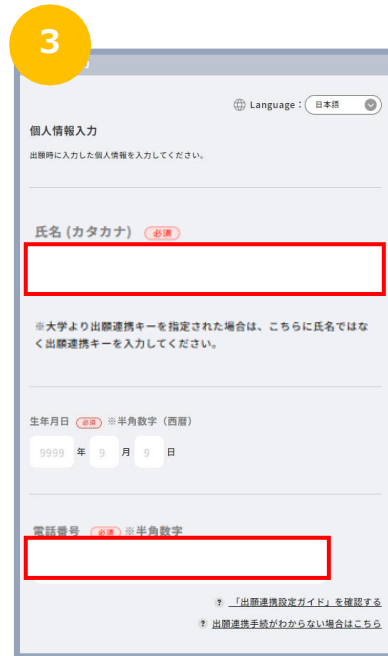 3
Language : 日本語
個人情報入力
出願時に入力した個人情報を入力してください。
氏名 (カタカナ) 必須
※大学より出願連携キーを指定された場合は、こちらに氏名ではな
く出願連携キーを入力してください。
生年月日 必須 ※半角数字（西暦）
9999 年 9 月 9 日
電話番号 必須 ※半角数字
? 「出願連携設定ガイド」を確認する
? 出願連携手続がわからない場合はこちら